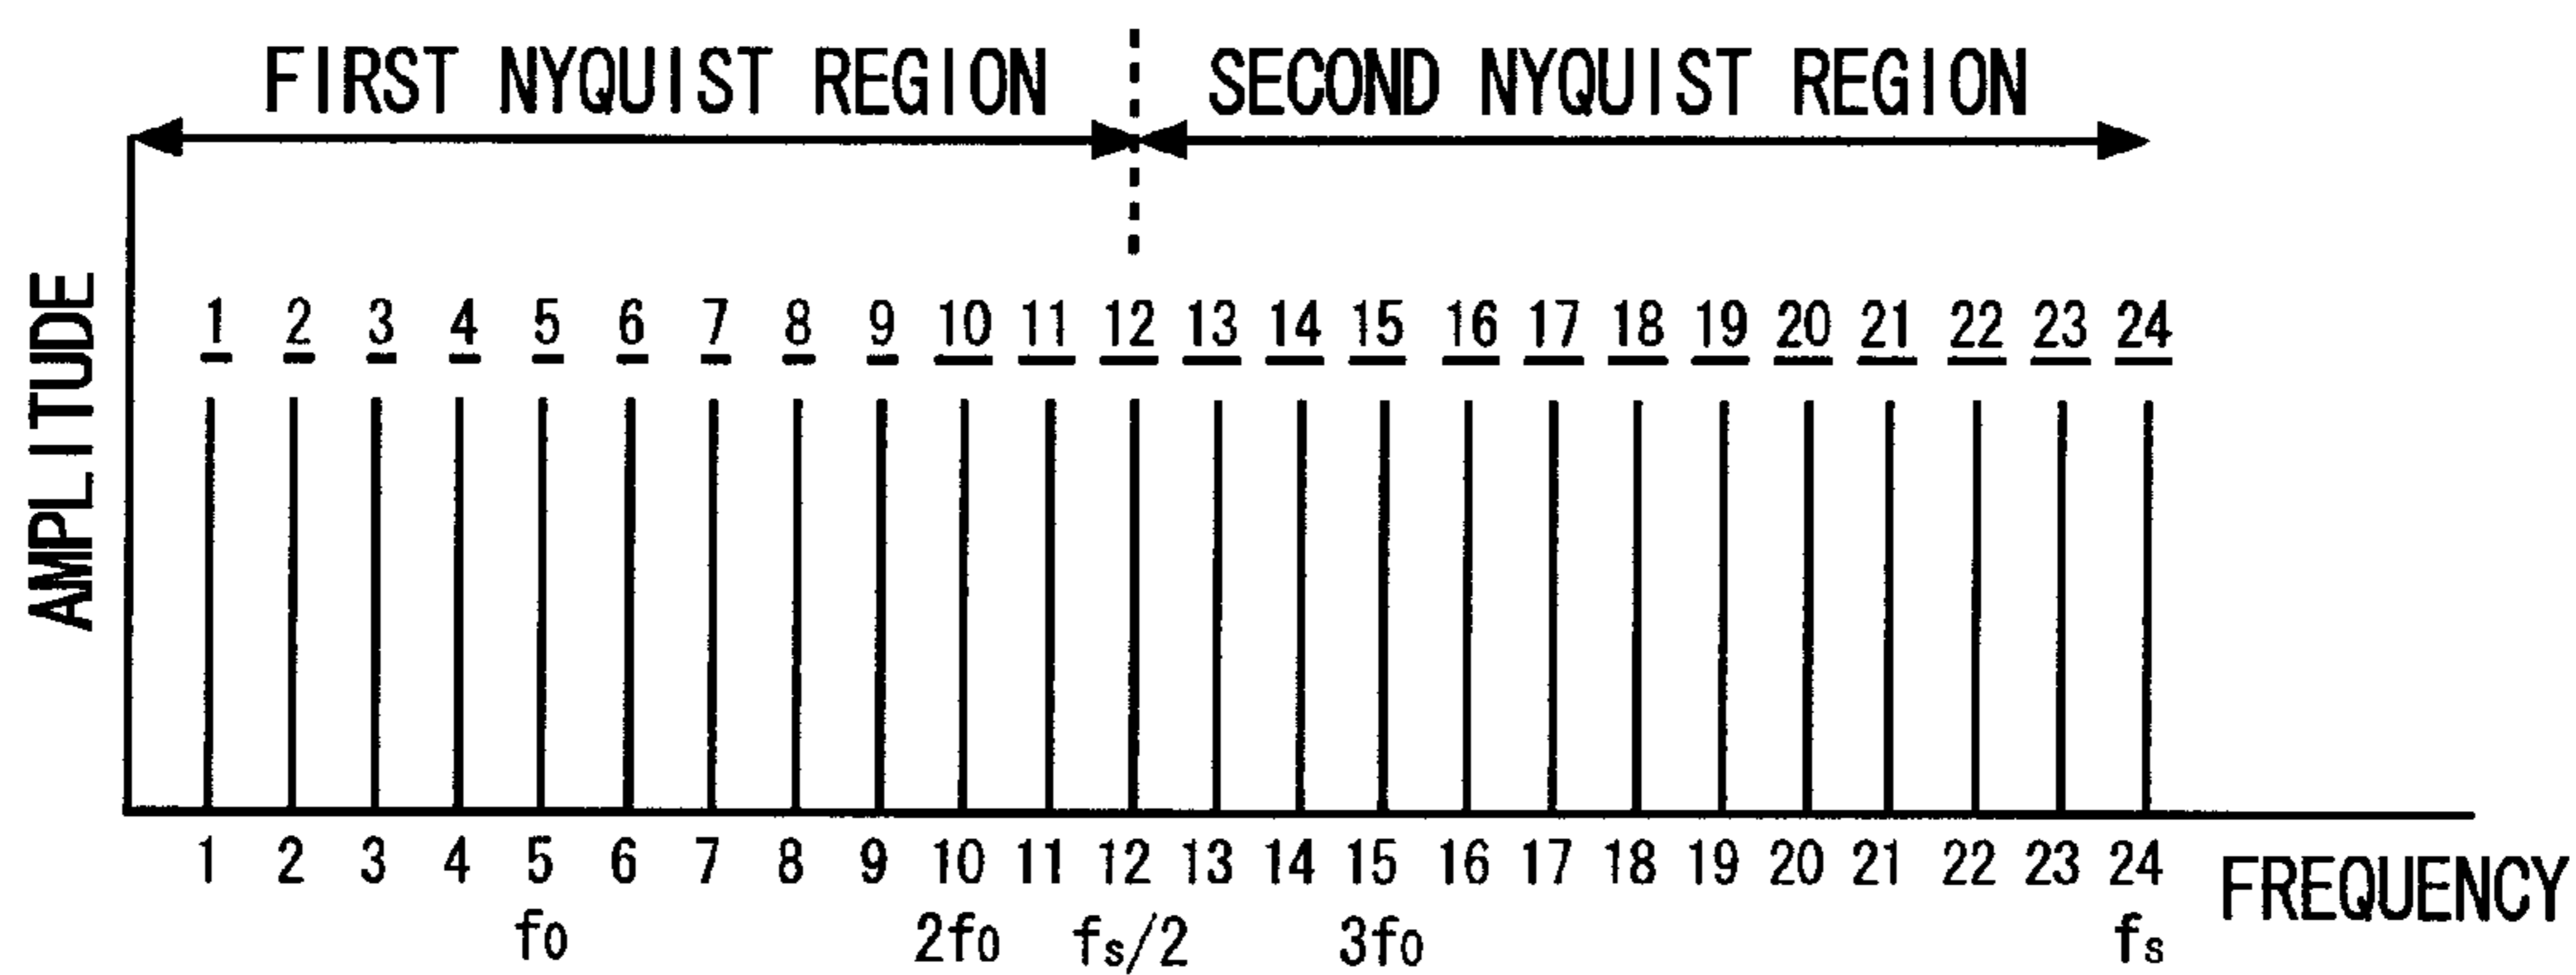 FIRST NYQUIST REGION SECOND NYQUIST REGION
AMPLITUDE
1 2 3 4 5 6 7 8 9 10 11 12 13 14 15 16 17 18 19 20 21 22 23 24
1 2 3 4 5 6 7 8 9 10 11 12 13 14 15 16 17 18 19 20 21 22 23 24 FREQUENCY
f0 2f0 fs/2 3f0 fs